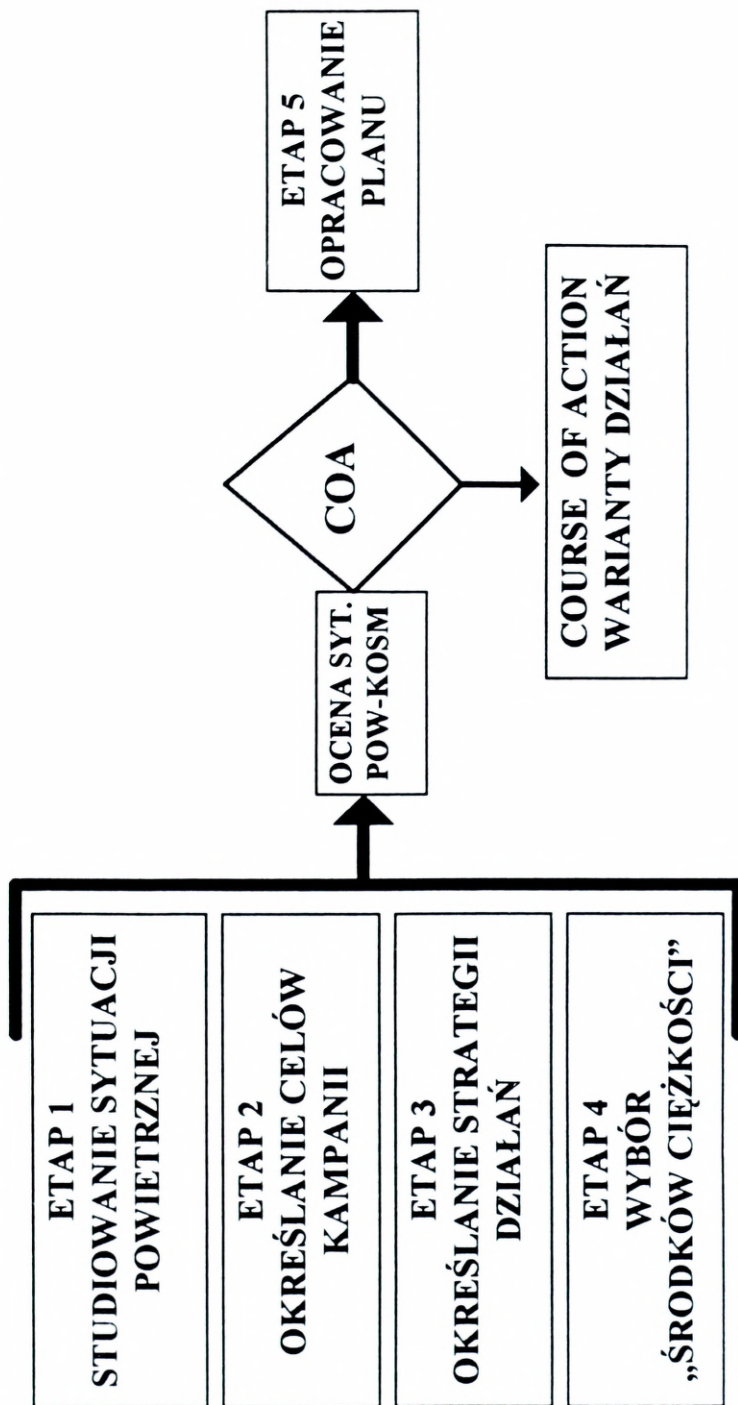 ETAP 1
STUDIOWANIE SYTUACJI
POWIETRZNEJ
ETAP 2
OKREŚLANIE CELÓW
KAMPANII
ETAP 3
OKREŚLANIE STRATEGII
DZIAŁAŃ
ETAP 4
WYBÓR
„ŚRODKÓW CIĘŻKOŚCI”
OCENA SYT.
POW-KOSM
COA
ETAP 5
OPRACOWANIE
PLANU
COURSE OF ACTION
WARIANTY DZIAŁAŃ